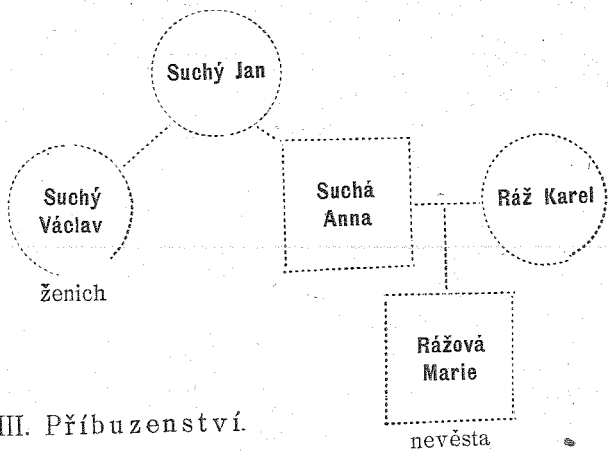 Suchý Jan
Suchý
Václav
ženich
Suchá
Anna
Ráž Karel
Rážová
Marie
nevěsta
III. Příbuzenství.